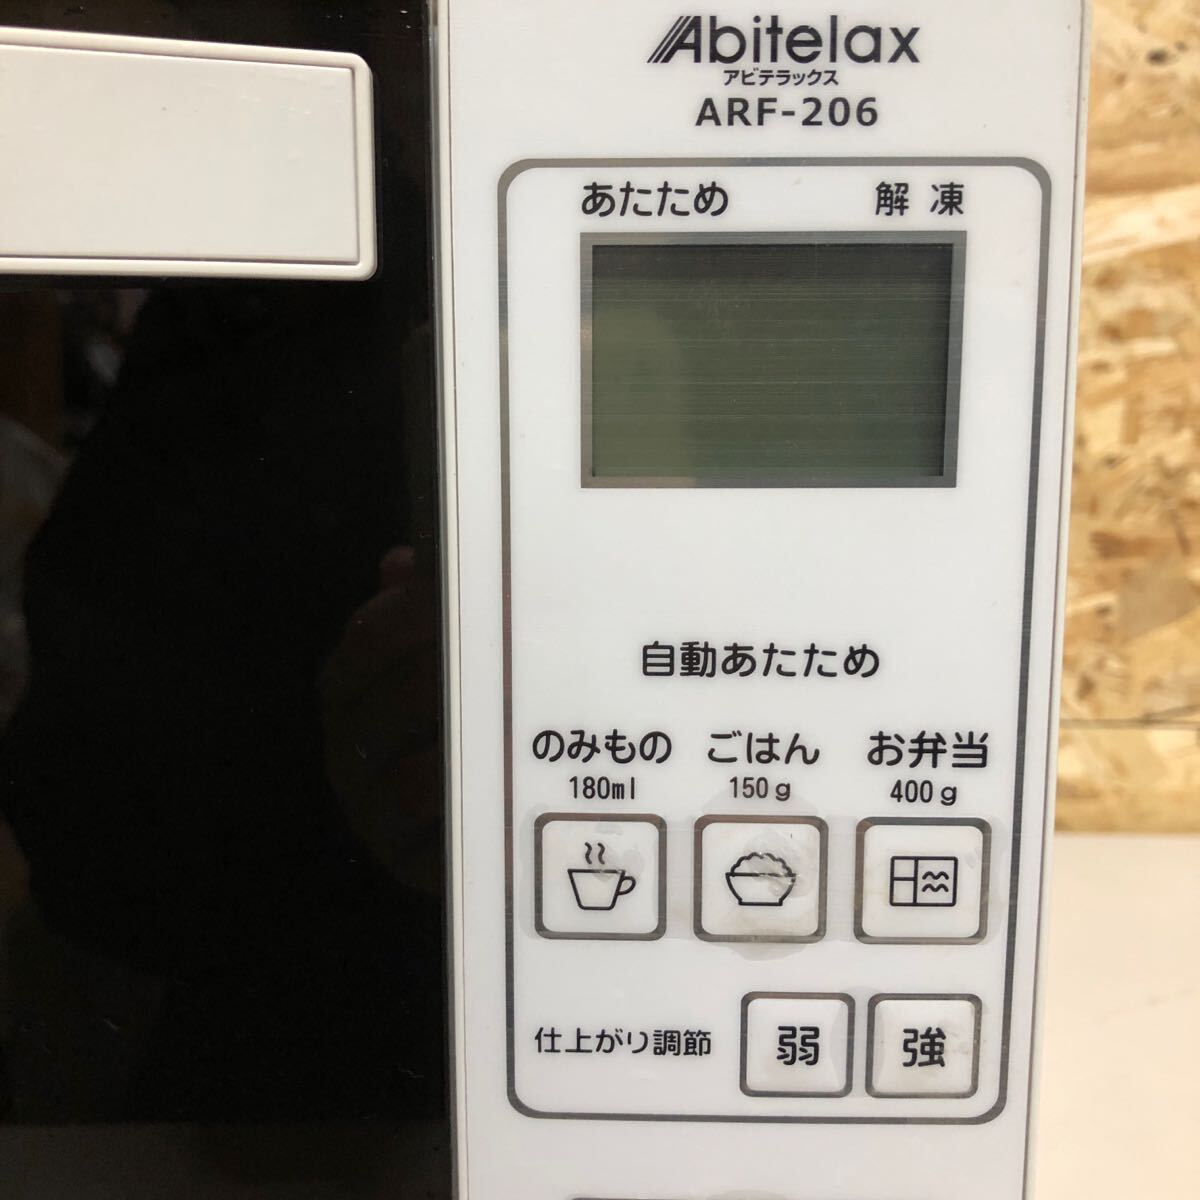 Abitelax
アビテラックス
ARF-206
あたため 解凍
自動あたため
のみもの ごはん お弁当
180ml 150g 400g
仕上がり調節 弱 強